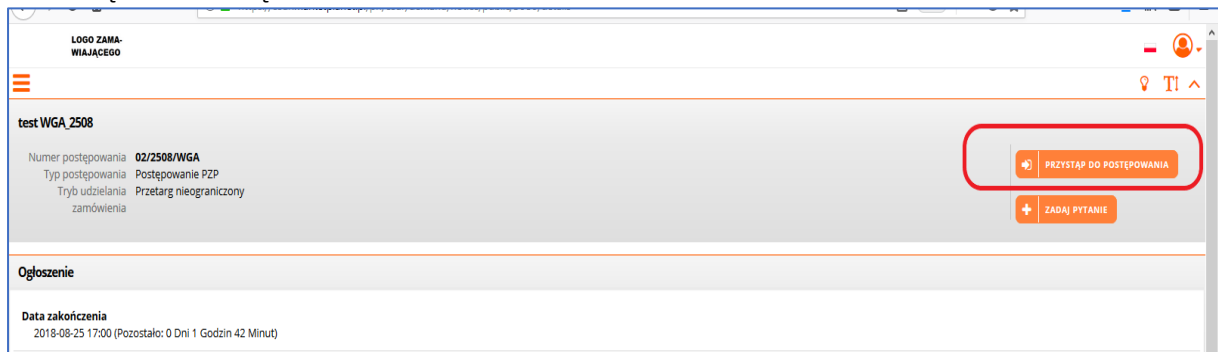 LOGO ZAMA-
WIAJĄCEGO
TI
test WGA_2508
Numer postępowania 02/2508/WGA
Typ postępowania Postępowanie PZP
Tryb udzielania Przetarg nieograniczony
zamówienia
PRZYSTĄP DO POSTĘPOWANIA
ZADAJ PYTANIE
Ogłoszenie
Data zakończenia
2018-08-25 17:00 (Pozostało: 0 Dni 1 Godzin 42 Minut)